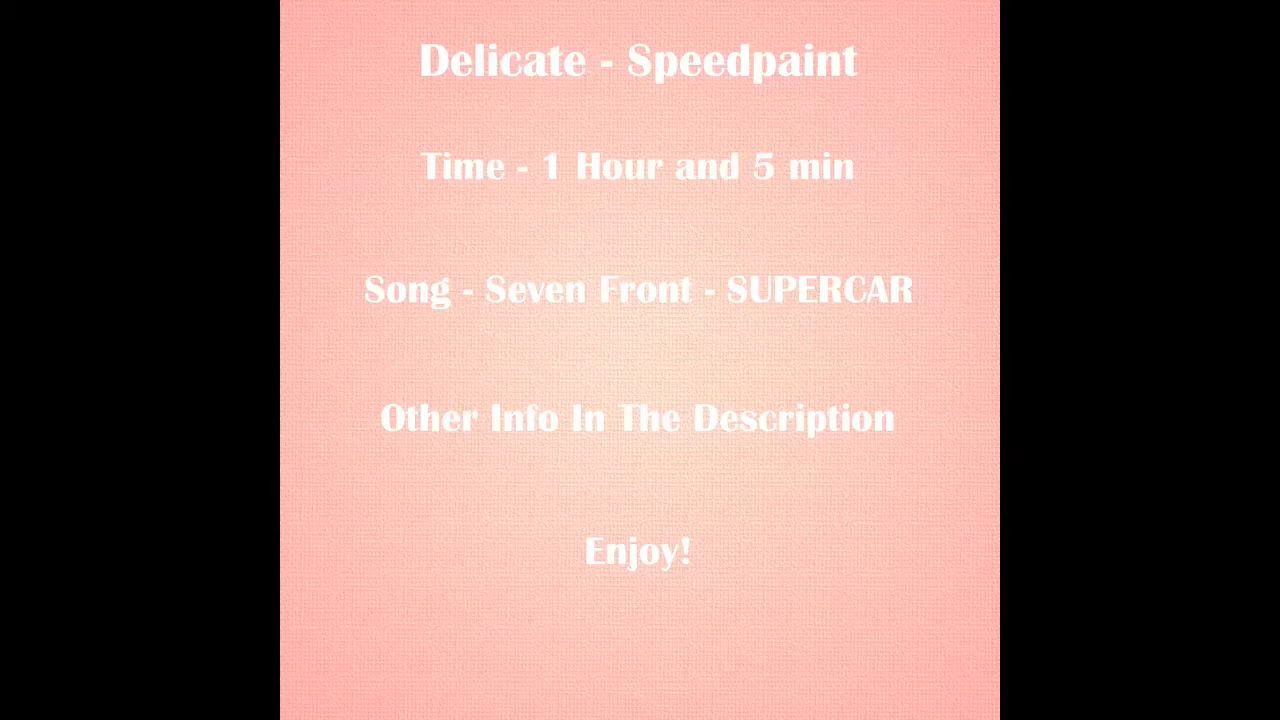 Delicate - Speedpaint
Time - 1 Hour and 5 min
Song - Seven Front - SUPERCAR
Other Info In The Description
Enjoy!